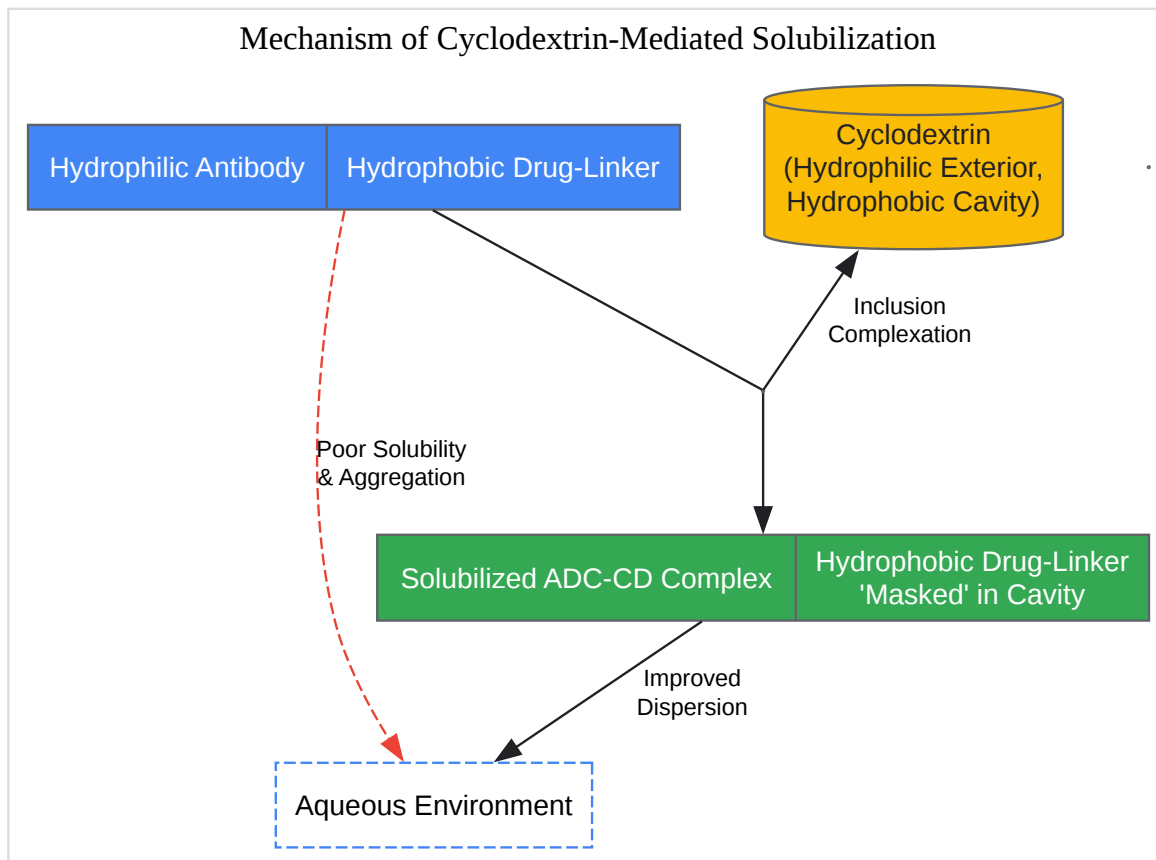 Mechanism of Cyclodextrin-Mediated Solubilization
Hydrophilic Antibody
Hydrophobic Drug-Linker
Cyclodextrin
(Hydrophilic Exterior,
Hydrophobic Cavity)
Inclusion
Complexation
Poor Solubility
& Aggregation
Solubilized ADC-CD Complex
Hydrophobic Drug-Linker
'Masked' in Cavity
Improved
Dispersion
Aqueous Environment